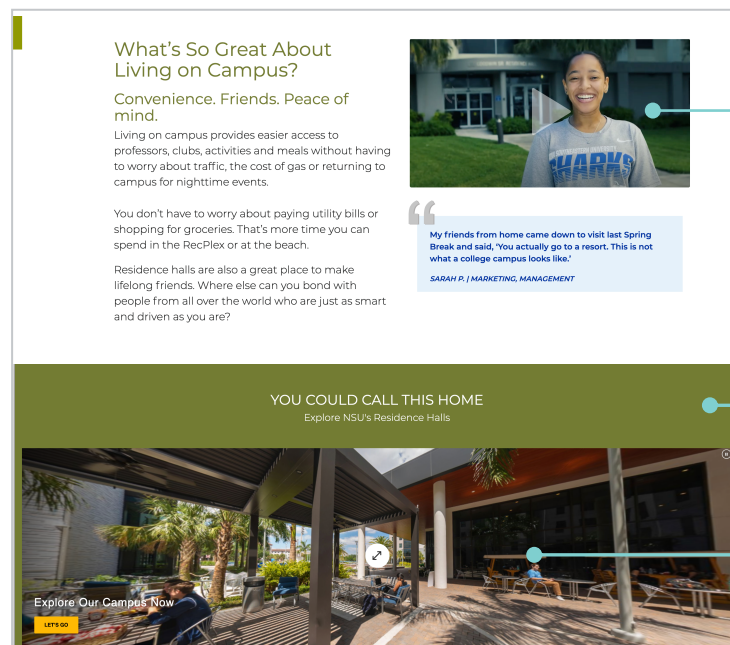 What's So Great About
Living on Campus?
Convenience. Friends. Peace of
mind.
Living on campus provides easier access to
professors, clubs, activities and meals without having
to worry about traffic, the cost of gas or returning to
campus for nighttime events.
You don't have to worry about paying utility bills or
shopping for groceries. That's more time you can
spend in the RecPlex or at the beach.
Residence halls are also a great place to make
lifelong friends. Where else can you bond with
people from all over the world who are just as smart
and driven as you are?
SHARKS
“
My friends from home came down to visit last Spring
Break and said, ‘You actually go to a resort. This is not
what a college campus looks like.’
SARAH P. | MARKETING, MANAGEMENT
YOU COULD CALL THIS HOME
Explore NSU's Residence Halls
Explore Our Campus Now
LET'S GO